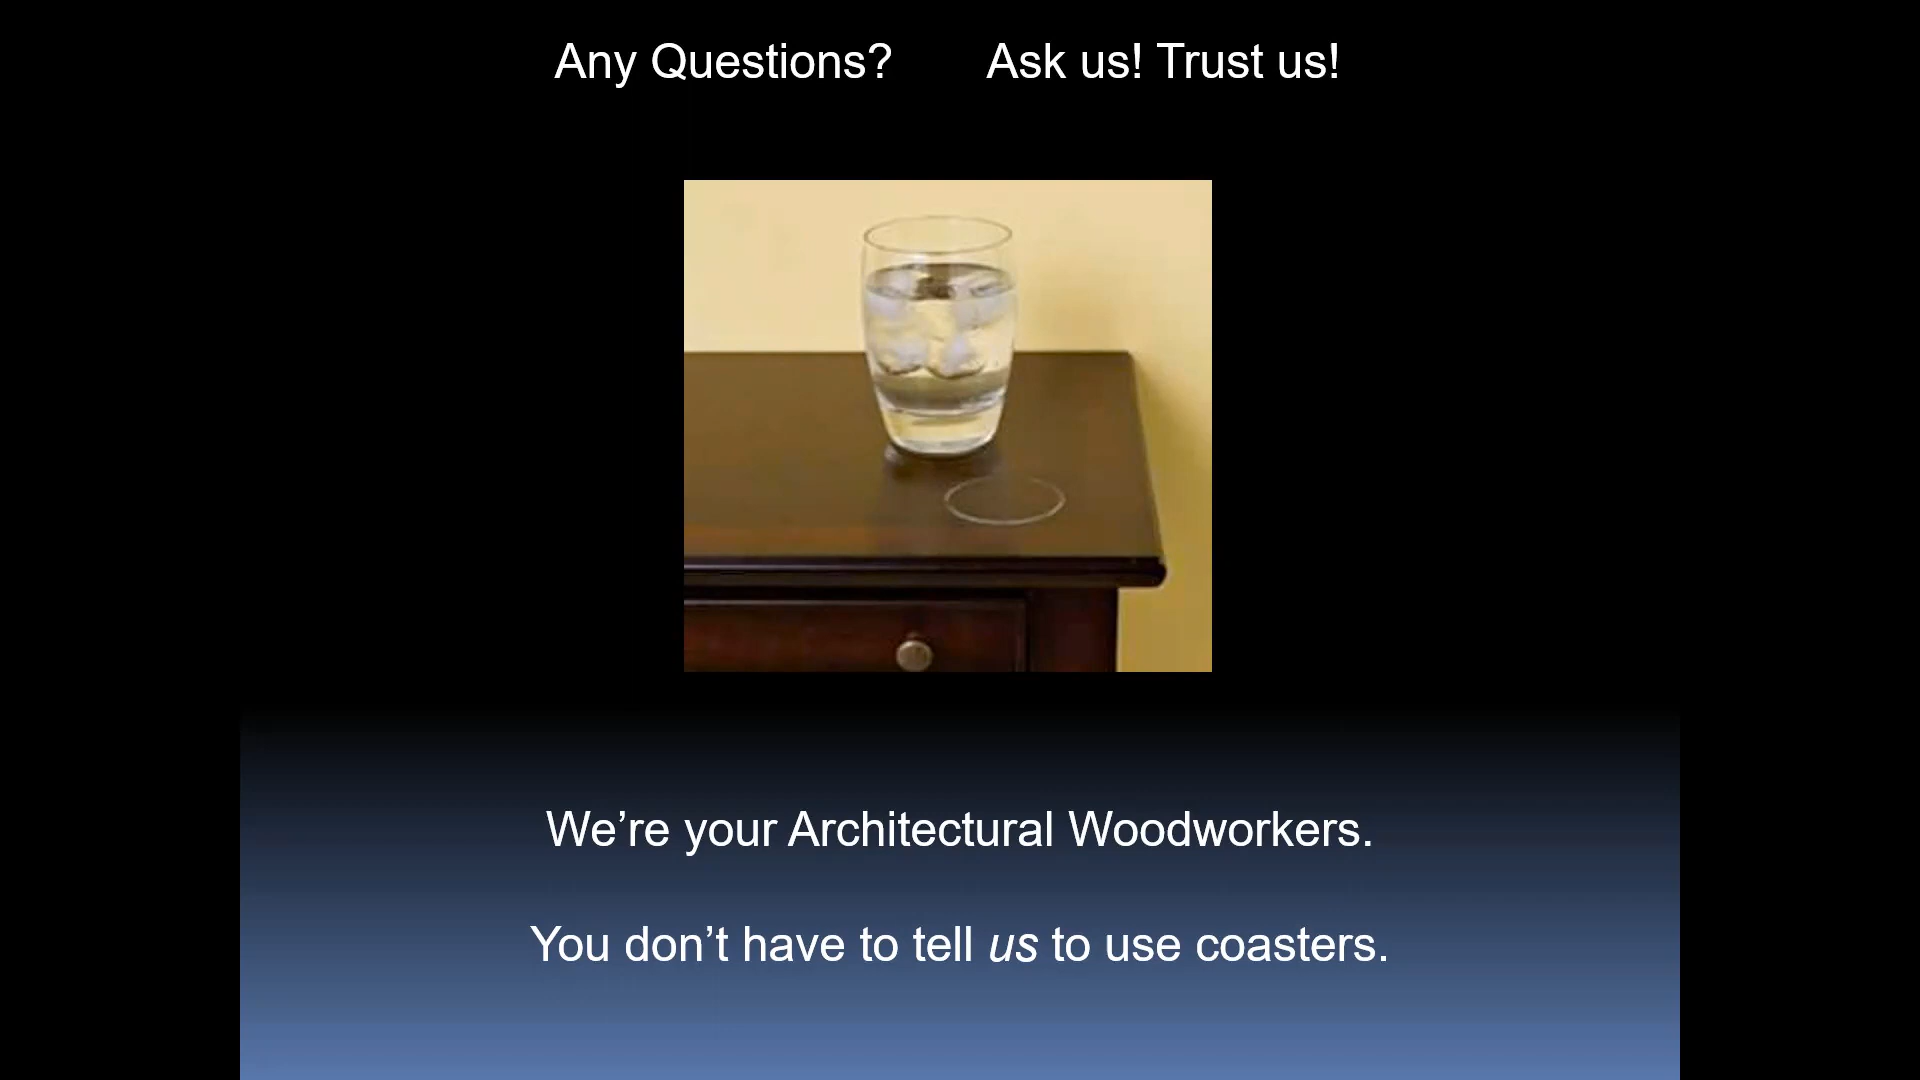 Any Questions? Ask us! Trust us!
We’re your Architectural Woodworkers.
You don’t have to tell us to use coasters.